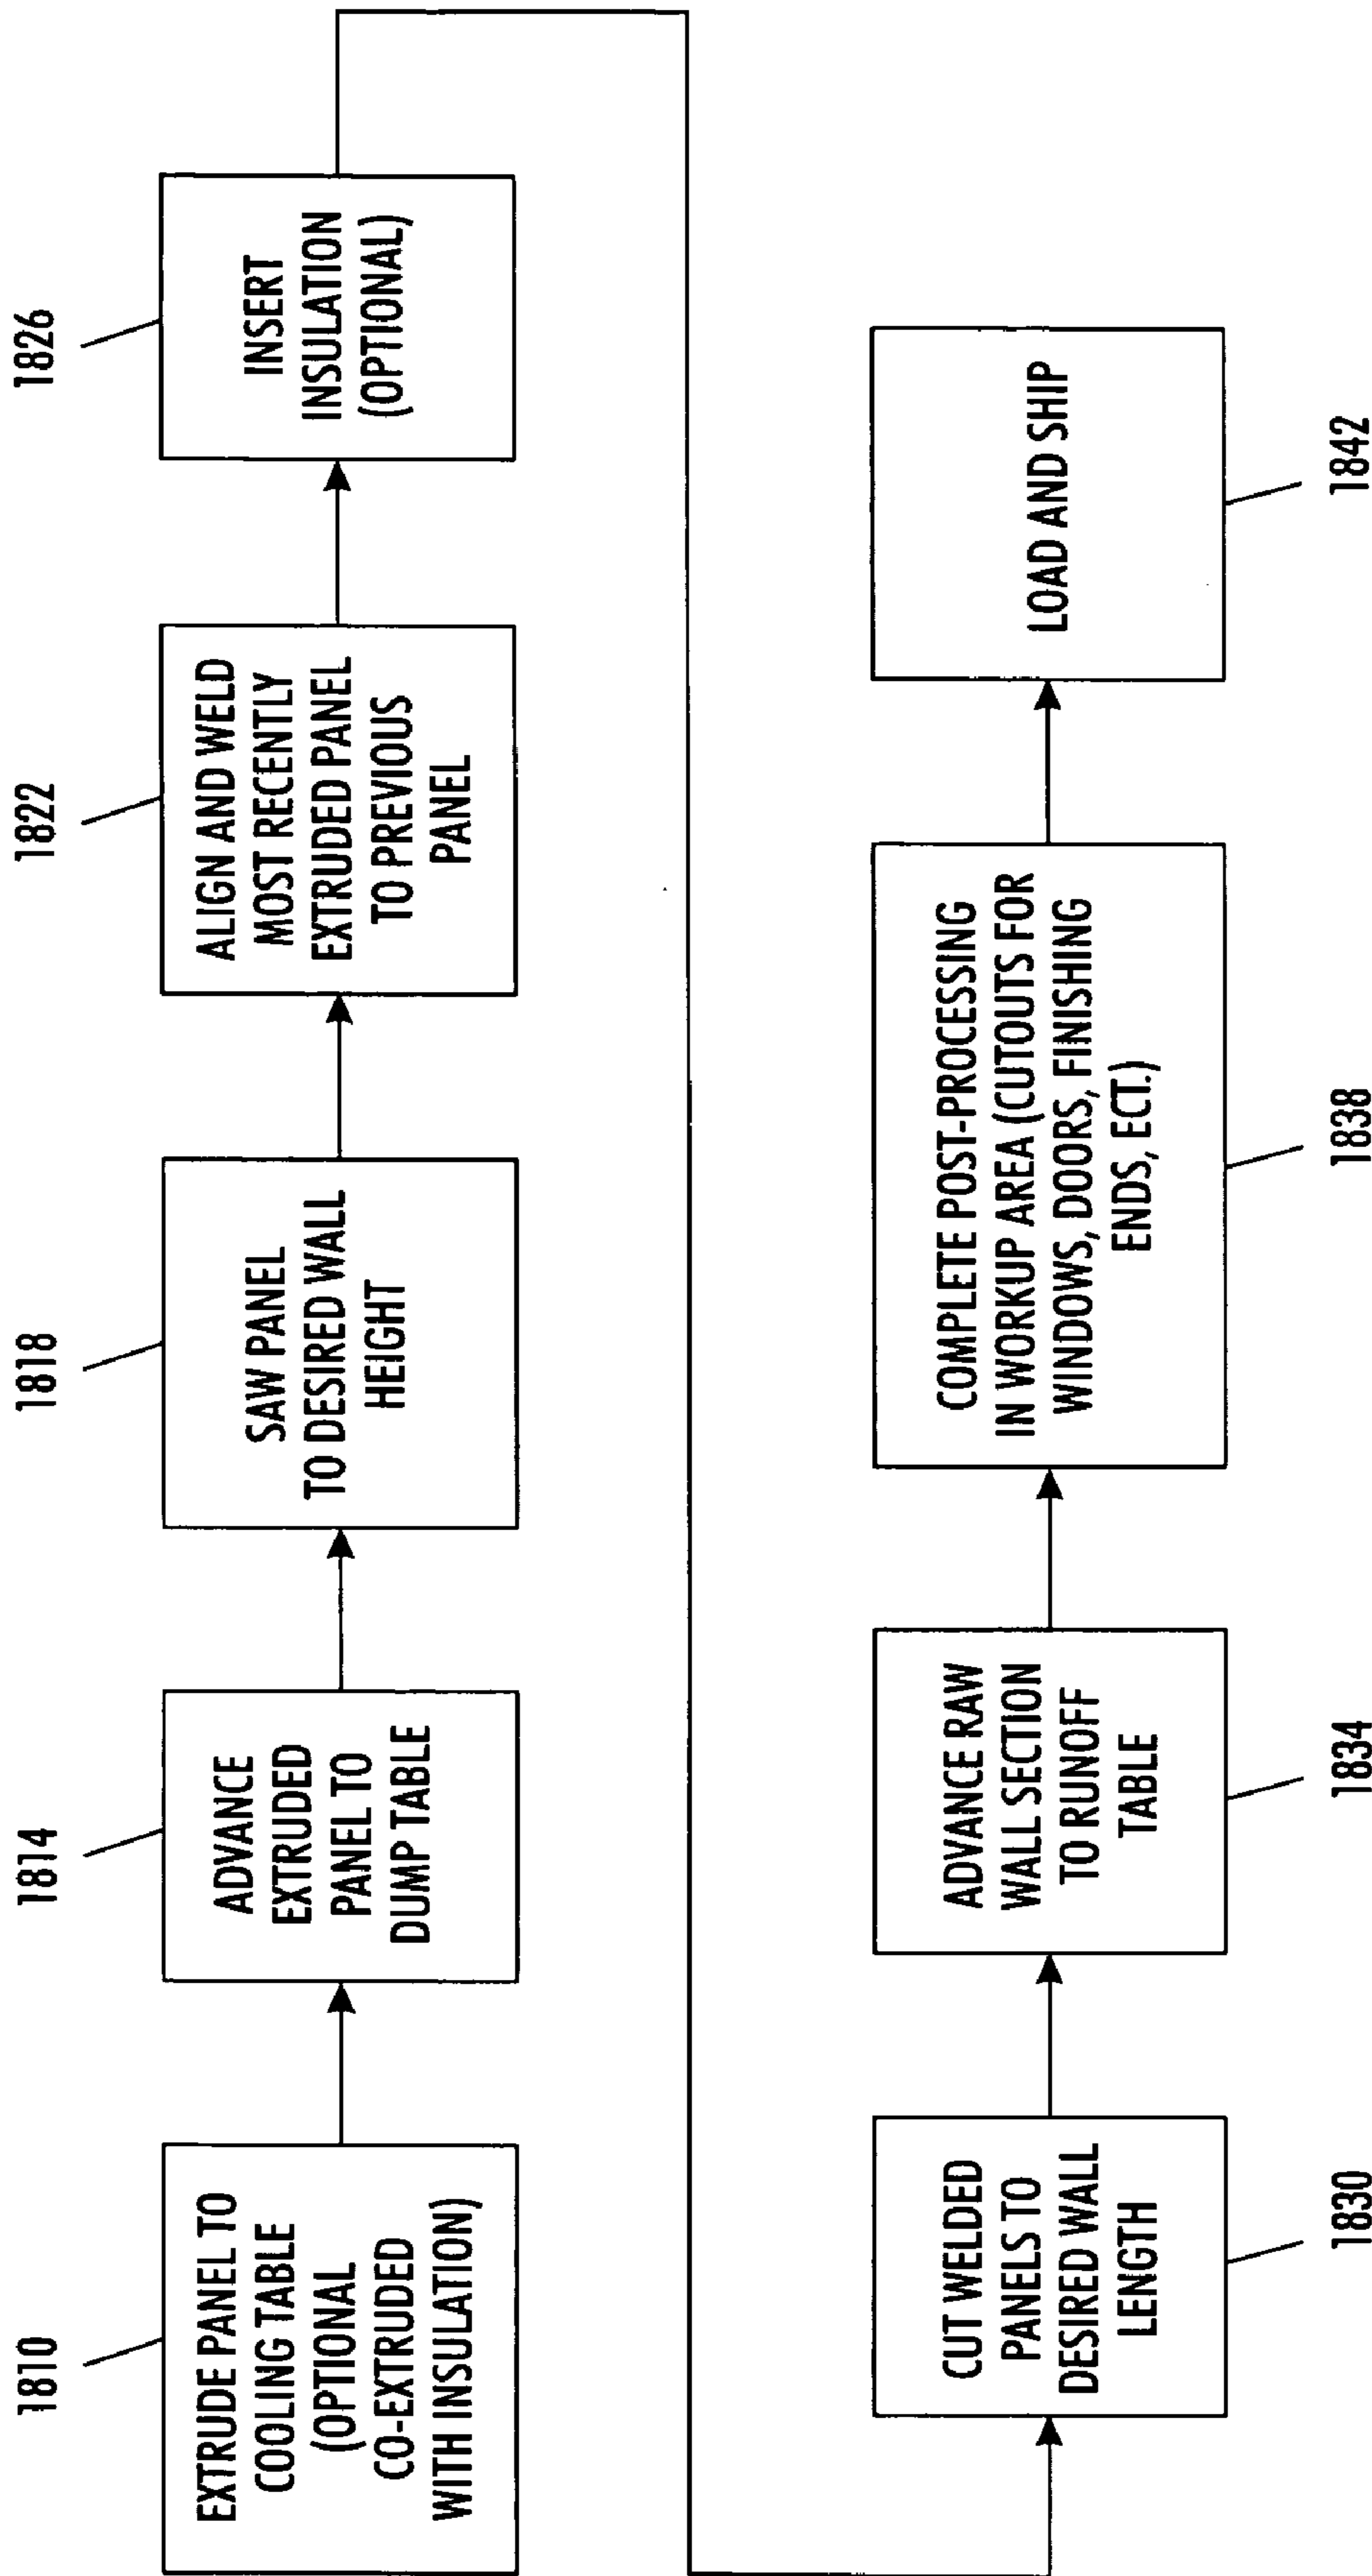 1810
EXTRUDE PANEL TO
COOLING TABLE
(OPTIONAL
CO-EXTRUDED
WITH INSULATION)
1814
ADVANCE
EXTRUDED
PANEL TO
DUMP TABLE
1818
SAW PANEL
TO DESIRED WALL
HEIGHT
1822
ALIGN AND WELD
MOST RECENTLY
EXTRUDED PANEL
TO PREVIOUS
PANEL
1826
INSERT
INSULATION
(OPTIONAL)
CUT WELDED
PANELS TO
DESIRED WALL
LENGTH
1830
ADVANCE RAW
WALL SECTION
TO RUNOFF
TABLE
1834
COMPLETE POST-PROCESSING
IN WORKUP AREA (CUTOUTS FOR
WINDOWS, DOORS, FINISHING
ENDS, ECT.)
1838
LOAD AND SHIP
1842